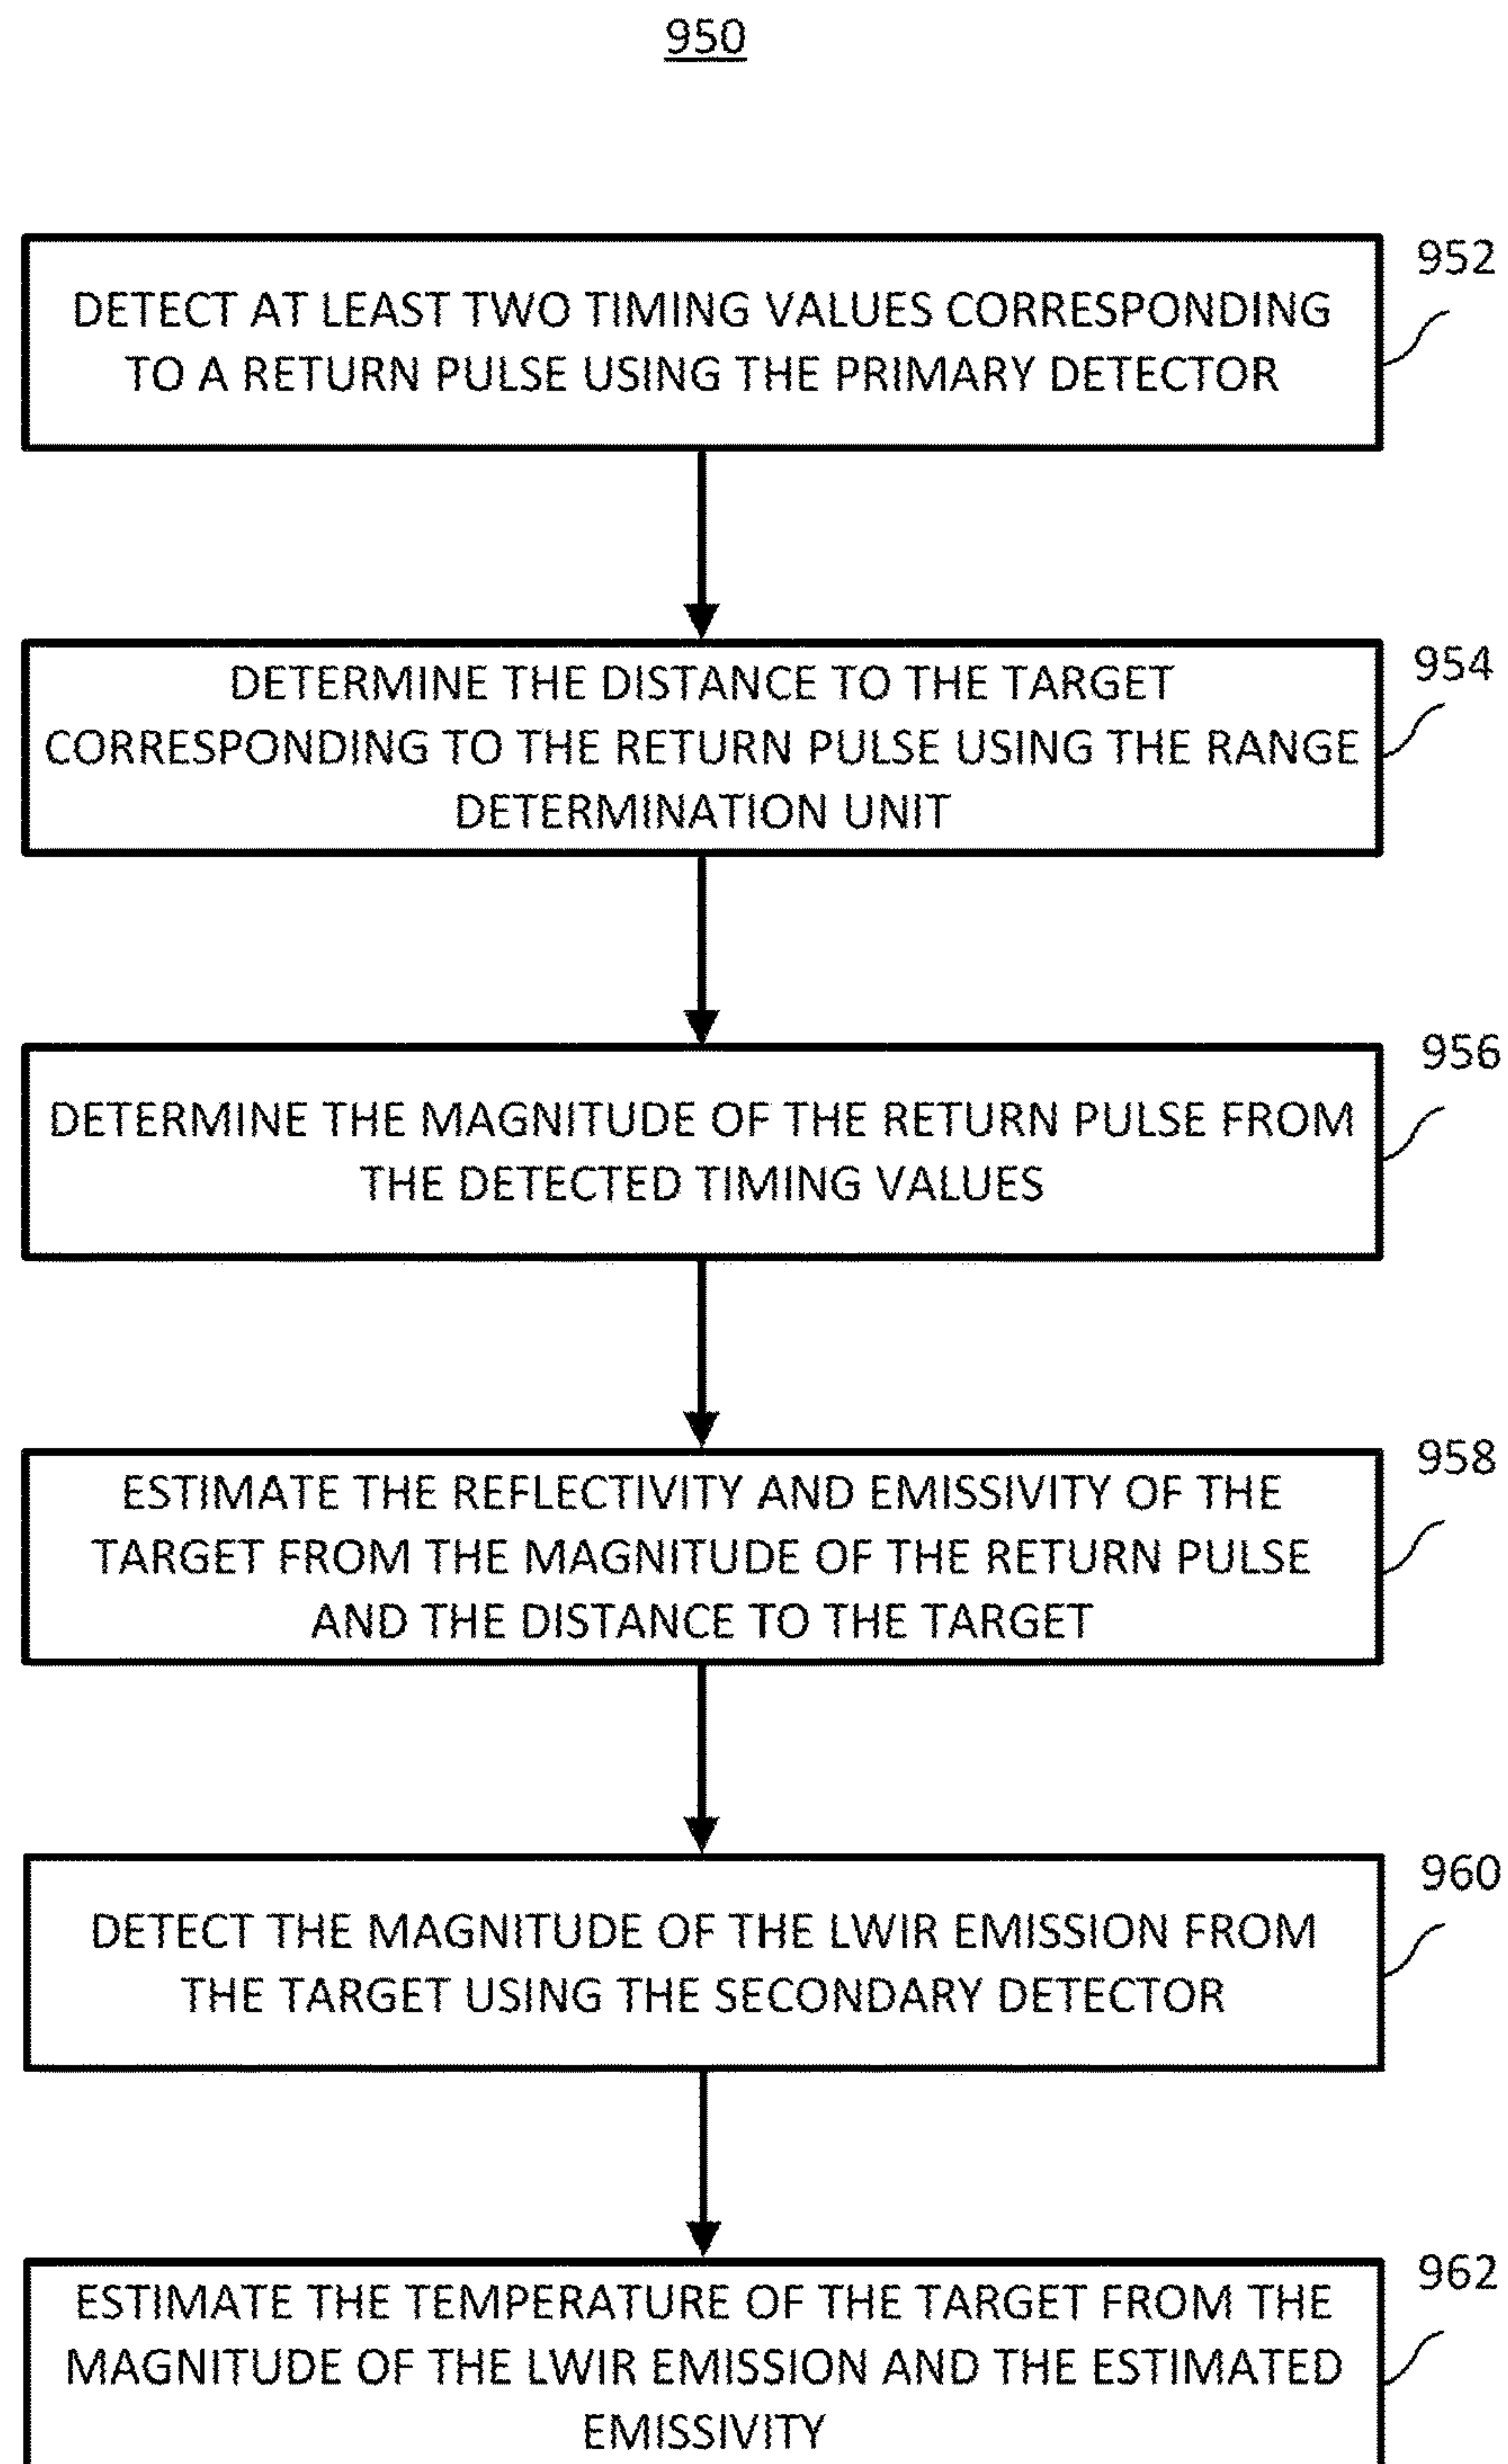 950
952
DETECT AT LEAST TWO TIMING VALUES CORRESPONDING
TO A RETURN PULSE USING THE PRIMARY DETECTOR
954
DETERMINE THE DISTANCE TO THE TARGET
CORRESPONDING TO THE RETURN PULSE USING THE RANGE
DETERMINATION UNIT
956
DETERMINE THE MAGNITUDE OF THE RETURN PULSE FROM
THE DETECTED TIMING VALUES
958
ESTIMATE THE REFLECTIVITY AND EMISSIVITY OF THE
TARGET FROM THE MAGNITUDE OF THE RETURN PULSE
AND THE DISTANCE TO THE TARGET
960
DETECT THE MAGNITUDE OF THE LWIR EMISSION FROM
THE TARGET USING THE SECONDARY DETECTOR
962
ESTIMATE THE TEMPERATURE OF THE TARGET FROM THE
MAGNITUDE OF THE LWIR EMISSION AND THE ESTIMATED
EMISSIVITY